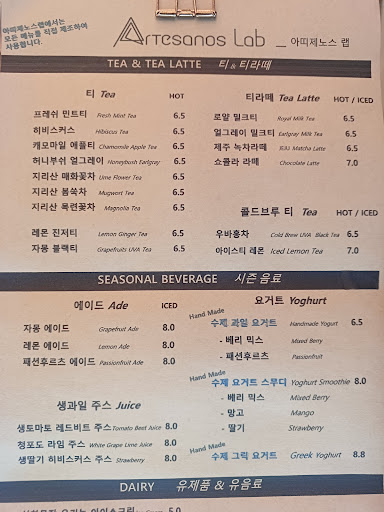 아띠제노스랩에서는
모든 메뉴를 직접 제조하여
사용합니다.
Artesanos Lab _ 아띠제노스 랩
TEA & TEA LATTE 티 & 티라떼
티 Tea HOT
프레쉬 민트티 Fresh Mint Tea 6.5
히비스커스 Hibiscus Tea 6.5
캐모마일 애플티 Chamomile Apple Tea 6.5
허니부쉬 얼그레이 Honeybush Earlgray 6.5
지리산 매화꽃차 Ume Flower Tea 6.5
지리산 봄쑥차 Mugwort Tea 6.5
지리산 목련꽃차 Magnolia Tea 6.5
레몬 진저티 Lemon Ginger Tea 6.5
자몽 블랙티 Grapefruits UVA Tea 6.5
티라떼 Tea Latte HOT / ICED
로얄 밀크티 Royal Milk Tea 6.5
얼그레이 밀크티 Earlgray Milk Tea 6.5
제주 녹차라떼 JEJU Matcha Latte 6.5
쇼콜라 라떼 Chocolate Latte 7.0
콜드브루 티 Tea HOT / ICED
우바홍차 Cold Brew UVA Black Tea 6.5
아이스티 레몬 Iced Lemon Tea 7.0
SEASONAL BEVERAGE 시즌 음료
에이드 Ade ICED
자몽 에이드 Grapefruit Ade 8.0
레몬 에이드 Lemon Ade 8.0
패션후르츠 에이드 Passionfruit Ade 8.0
생과일 주스 Juice
생토마토 레드비트 주스 Tomato Beet Juice 8.0
청포도 라임 주스 White Grape Lime Juice 8.0
생딸기 히비스커스 주스 Strawberry 8.0
요거트 Yoghurt
Hand Made
수제 과일 요거트 Handmade Yogurt 6.5
- 베리 믹스 Mixed Berry
- 패션후르츠 Passionfruit
Hand Made
수제 요거트 스무디 Yoghurt Smoothie 8.0
- 베리 믹스 Mixed Berry
- 망고 Mango
- 딸기 Strawberry
Hand Made
수제 그릭 요거트 Greek Yoghurt 8.8
DAIRY 유제품 & 유음료
5.0